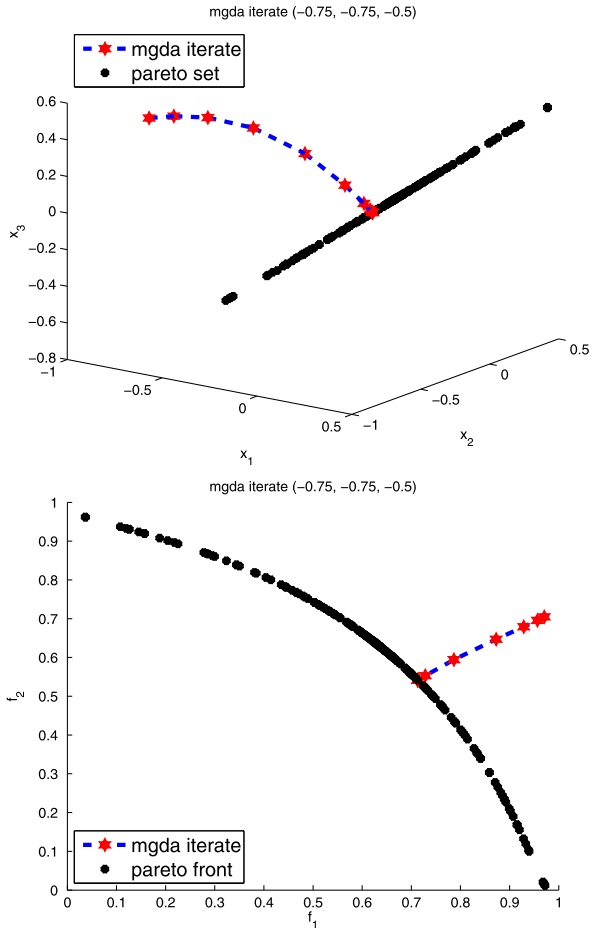 mgda iterate (−0.75, −0.75, −0.5)
mgda iterate
pareto set
0.6
0.4
0.2
0
−0.2
−0.4
−0.6
−0.8
x3
−1
−0.5
0
0.5
x1
−1
−0.5
0
0.5
x2
mgda iterate (−0.75, −0.75, −0.5)
1
0.9
0.8
0.7
0.6
0.5
0.4
0.3
0.2
0.1
0
f2
mgda iterate
pareto front
0 0.1 0.2 0.3 0.4 0.5 0.6 0.7 0.8 0.9 1
f1